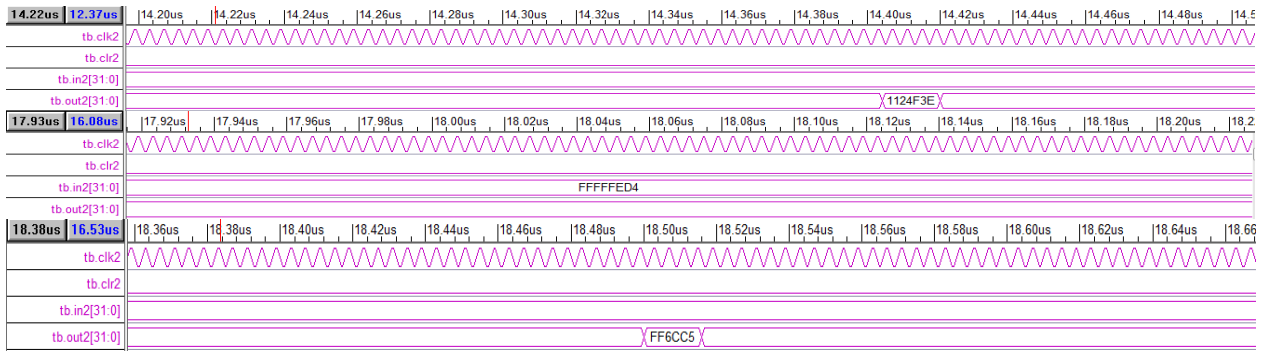 14.22us 12.37us 14.20us 14.22us 14.24us 14.26us 14.28us 14.30us 14.32us 14.34us 14.36us 14.38us 14.40us 14.42us 14.44us 14.46us 14.48us 14.5
tb.clk2
tb.clr2
tb.in2[31:0]
tb.out2[31:0] 1124F3E
17.93us 16.08us 17.92us 17.94us 17.96us 17.98us 18.00us 18.02us 18.04us 18.06us 18.08us 18.10us 18.12us 18.14us 18.16us 18.18us 18.20us 18.2
tb.clk2
tb.clr2
tb.in2[31:0] FFFFFED4
tb.out2[31:0]
18.38us 16.53us 18.36us 18.38us 18.40us 18.42us 18.44us 18.46us 18.48us 18.50us 18.52us 18.54us 18.56us 18.58us 18.60us 18.62us 18.64us 18.66
tb.clk2
tb.clr2
tb.in2[31:0]
tb.out2[31:0] FF6CC5